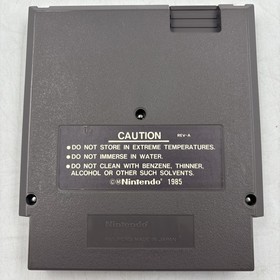 CAUTION REV-A
• DO NOT STORE IN EXTREME TEMPERATURES.
• DO NOT IMMERSE IN WATER.
• DO NOT CLEAN WITH BENZENE, THINNER,
ALCOHOL OR OTHER SUCH SOLVENTS.
©Ⓜ Nintendo® 1985
Nintendo